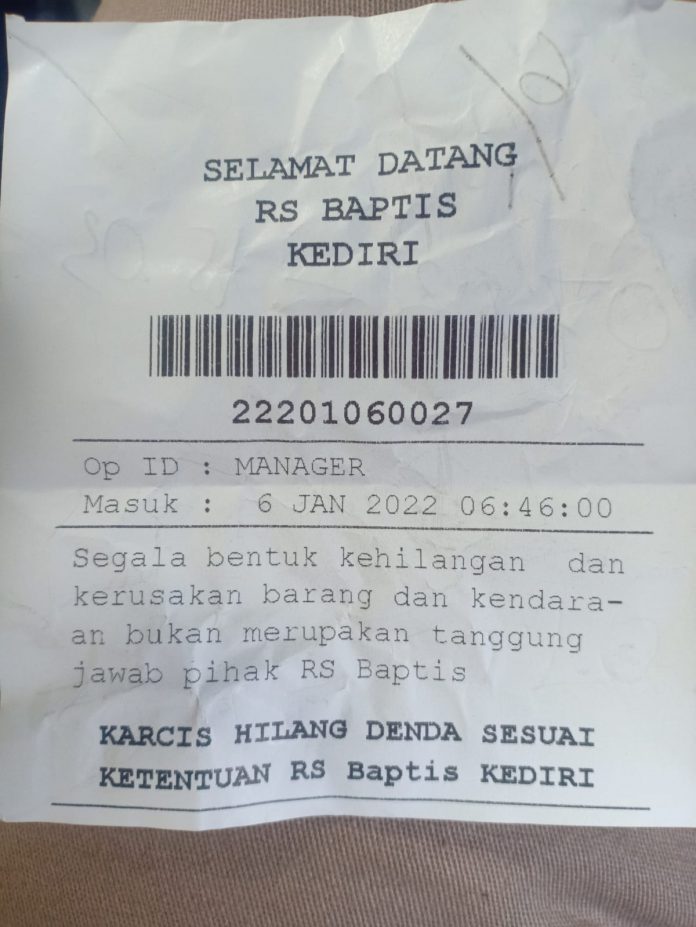 SELAMAT DATANG
RS BAPTIS
KEDIRI
22201060027
Op ID : MANAGER
Masuk : 6 JAN 2022 06:46:00
Segala bentuk kehilangan dan
kerusakan barang dan kendara-
an bukan merupakan tanggung
jawab pihak RS Baptis
KARCIS HILANG DENDA SESUAI
KETENTUAN RS Baptis KEDIRI